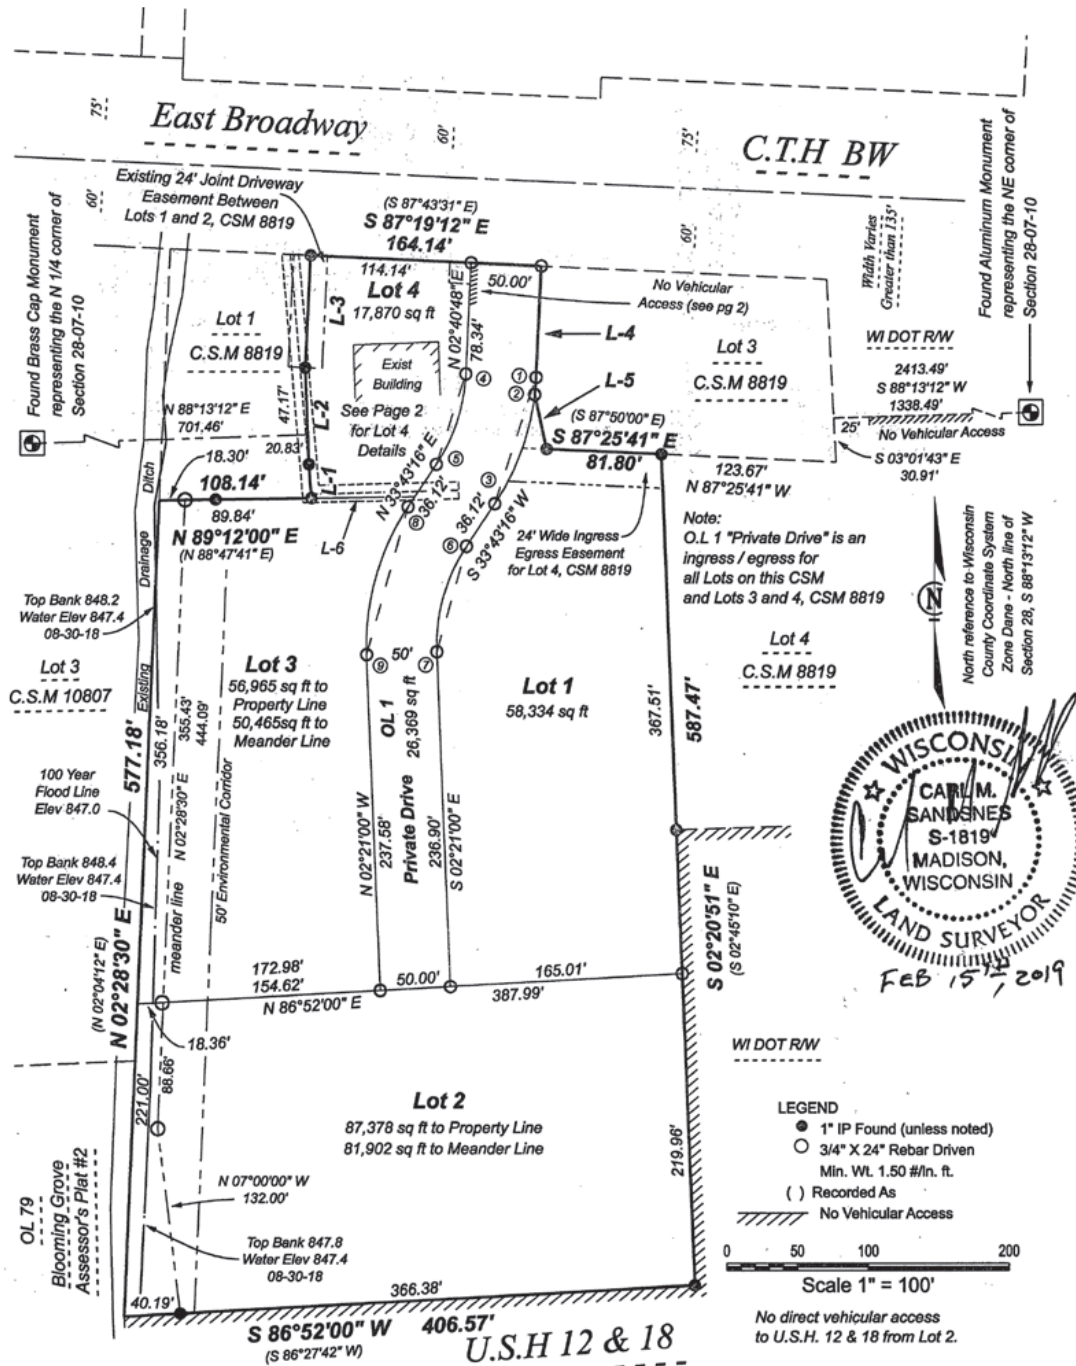 75'
East Broadway
60'
75'
C.T.H BW
Existing 24' Joint Driveway
Easement Between
Lots 1 and 2, CSM 8819
60'
(S 87°43'31" E)
S 87°19'12" E
164.14'
114.14'
50.00'
60'
Width Varies
Greater than 135'
Found Aluminum Monument
representing the NE corner of
Section 28-07-10
Found Brass Cap Monument
representing the N 1/4 corner of
Section 28-07-10
Lot 4
17,870 sq ft
N 02°40'48" E
78.34'
No Vehicular
Access (see pg 2)
L-4
L-3
Lot 1
C.S.M 8819
Exist
Building
4
1
2
L-5
Lot 3
C.S.M 8819
WI DOT R/W
2413.49'
S 88°13'12" W
1338.49'
25'
No Vehicular Access
S 03°01'43" E
30.91'
N 88°13'12" E
701.46'
47.17'
L-2
See Page 2
for Lot 4
Details
(S 87°50'00" E)
S 87°25'41" E
81.80'
123.67'
N 87°25'41" W
20.83'
18.30'
108.14'
L-1
N 33°43'16" E
36.12'
5
3
8
36.12'
S 33°43'16" W
6
89.84'
N 89°12'00" E
(N 88°47'41" E)
L-6
24' Wide Ingress
Egress Easement
for Lot 4, CSM 8819
Note:
O.L 1 "Private Drive" is an
ingress / egress for
all Lots on this CSM
and Lots 3 and 4, CSM 8819
N
North reference to Wisconsin
County Coordinate System
Zone Dane - North line of
Section 28, S 88°13'12" W
Existing
Drainage
Ditch
Top Bank 848.2
Water Elev 847.4
08-30-18
Lot 3
C.S.M 10807
Lot 3
56,965 sq ft to
Property Line
50,465sq ft to
Meander Line
9
50'
7
OL 1
Private Drive
26,369 sq ft
Lot 1
58,334 sq ft
Lot 4
C.S.M 8819
367.51'
587.47'
577.18'
356.18'
355.43'
444.09'
N 02°28'30" E
meander line
50' Environmental Corridor
100 Year
Flood Line
Elev 847.0
Top Bank 848.4
Water Elev 847.4
08-30-18
N 02°21'00" W
237.58'
236.90'
S 02°21'00" E
WISCONSIN
CARL M.
SANDSNES
S-1819
MADISON,
WISCONSIN
LAND SURVEYOR
FEB 15TH, 2019
(N 02°04'12" E)
N 02°28'30" E
S 02°20'51" E
(S 02°45'10" E)
172.98'
154.62'
N 86°52'00" E
50.00'
165.01'
387.99'
18.36'
88.66'
221.00'
WI DOT R/W
Lot 2
87,378 sq ft to Property Line
81,902 sq ft to Meander Line
219.96'
OL 79
Blooming Grove
Assessor's Plat #2
N 07°00'00" W
132.00'
Top Bank 847.8
Water Elev 847.4
08-30-18
LEGEND
1" IP Found (unless noted)
3/4" X 24" Rebar Driven
Min. Wt. 1.50 #/ln. ft.
( ) Recorded As
No Vehicular Access
0 50 100 200
Scale 1" = 100'
40.19'
366.38'
S 86°52'00" W 406.57'
(S 86°27'42" W)
U.S.H 12 & 18
No direct vehicular access
to U.S.H. 12 & 18 from Lot 2.